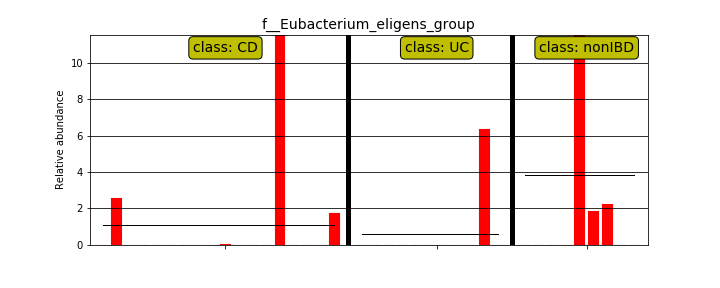 f__Eubacterium_eligens_group
class: CD
class: UC
class: nonIBD
Relative abundance
10
8
6
4
2
0